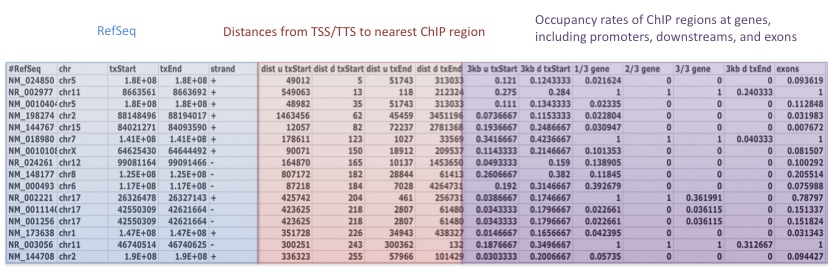 RefSeq
Distances from TSS/TTS to nearest ChIP region
Occupancy rates of ChIP regions at genes,
including promoters, downstreams, and exons
#RefSeq chr txStart txEnd strand dist u txStart dist d txStart dist u txEnd dist d txEnd 3kb u txStart 3kb d txStart 1/3 gene 2/3 gene 3/3 gene 3kb d txEnd exons
NM_024850 chr5 1.8E+08 1.8E+08 + 49012 5 51743 313033 0.121 0.1243333 0.021624 0 0 0 0.093619
NR_002977 chr11 8663561 8663692 + 549063 13 118 212324 0.275 0.284 1 1 1 0.240333 1
NM_001040 chr5 1.8E+08 1.8E+08 + 48982 35 51743 313033 0.111 0.1343333 0.02335 0 0 0 0.112848
NM_198274 chr2 88148496 88194017 + 1463456 62 45459 3451196 0.0736667 0.1153333 0.022804 0 0 0 0.031983
NM_144767 chr15 84021271 84093590 + 12057 82 72237 2781368 0.1936667 0.2486667 0.030947 0 0 0 0.007672
NM_018980 chr7 1.41E+08 1.41E+08 + 178611 123 1027 33569 0.3416667 0.4236667 1 1 1 0.040333 1
NM_001010 chrX 64625430 64644492 + 90071 150 18912 209537 0.1143333 0.2146667 0.101353 0 0 0 0.081507
NR_024261 chr12 99081164 99091466 - 164870 165 10137 1453650 0.0493333 0.159 0.138905 0 0 0 0.100292
NM_148177 chr8 1.25E+08 1.25E+08 - 807172 182 28844 61413 0.2606667 0.382 0.11845 0 0 0 0.205514
NM_000493 chr6 1.17E+08 1.17E+08 - 87218 184 7028 4264731 0.192 0.3146667 0.392679 0 0 0 0.075988
NR_002221 chr17 26326478 26327143 + 425742 204 461 256731 0.0386667 0.1746667 1 1 0.361991 0 0.78797
NM_001114 chr17 42550309 42621664 - 423625 218 2807 61480 0.0343333 0.1796667 0.022661 0 0.036115 0 0.151337
NM_001256 chr17 42550309 42621664 - 423625 218 2807 61480 0.0343333 0.1796667 0.022661 0 0.036115 0 0.151824
NM_173638 chr1 1.47E+08 1.47E+08 + 351728 226 34943 438327 0.0146667 0.1656667 0.042395 0 0 0 0.031343
NR_003056 chr11 46740514 46740625 - 300251 243 300362 132 0.1876667 0.3496667 1 1 1 0.312667 1
NM_144708 chr2 1.9E+08 1.9E+08 + 336323 255 57966 101429 0.0303333 0.2006667 0.05735 0 0 0 0.094427